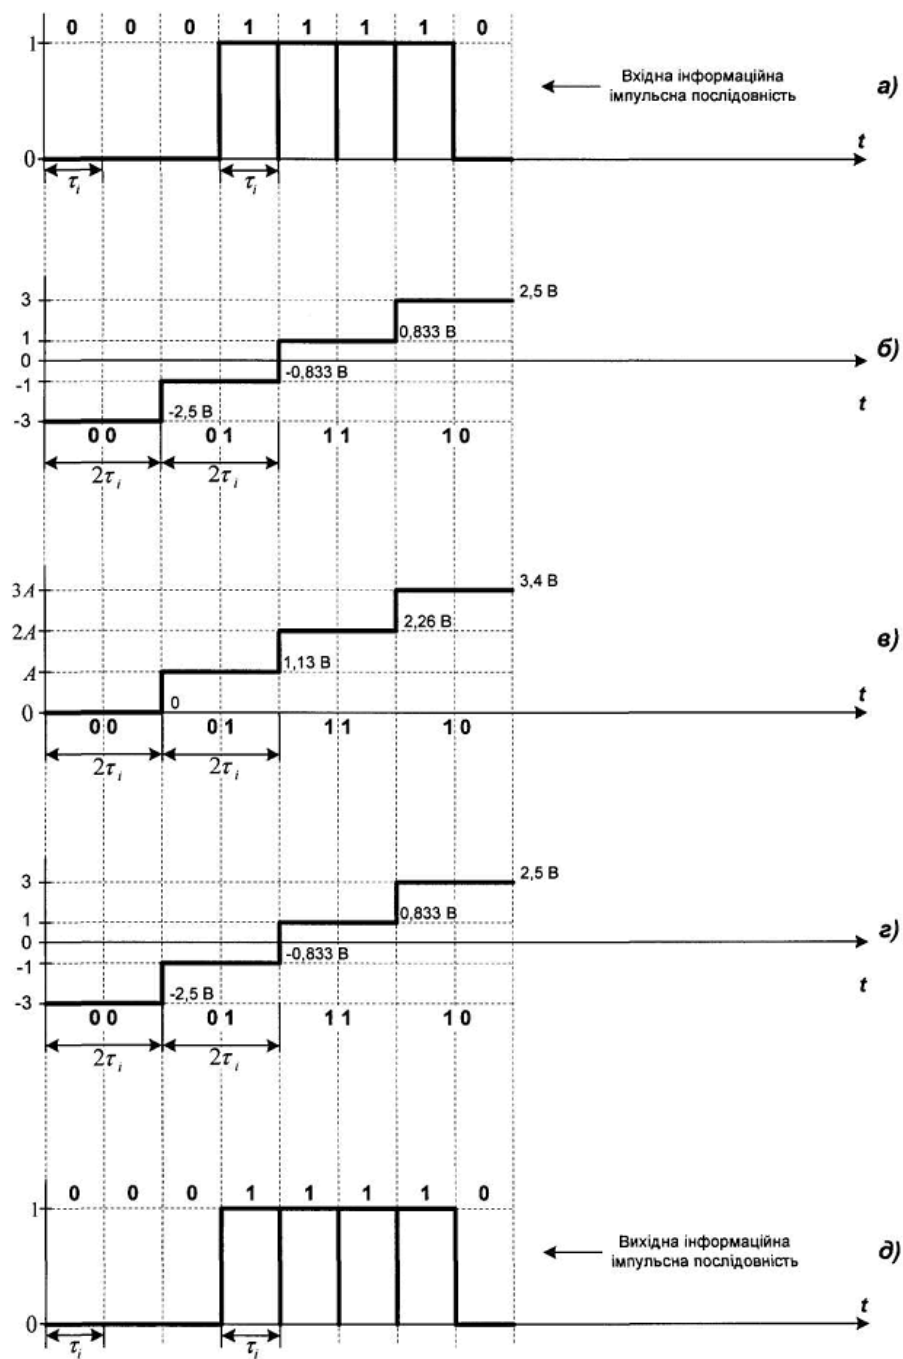 0 0 0 1 1 1 1 0
1
Вхідна інформаційна
імпульсна послідовність
а)
t
0
τi τi
3 2,5 В
1 0,833 В
0 б)
-0,833 В
-1
t
-3 -2,5 В
0 0 0 1 1 1 1 0
2τi 2τi
3A 3,4 В
2A 2,26 В
в)
A 1,13 В
t
0 0
0 0 0 1 1 1 1 0
2τi 2τi
3 2,5 В
1 0,833 В
0 г)
-0,833 В
-1
t
-3 -2,5 В
0 0 0 1 1 1 1 0
2τi 2τi
0 0 0 1 1 1 1 0
1
Вихідна інформаційна
імпульсна послідовність
д)
t
0
τi τi